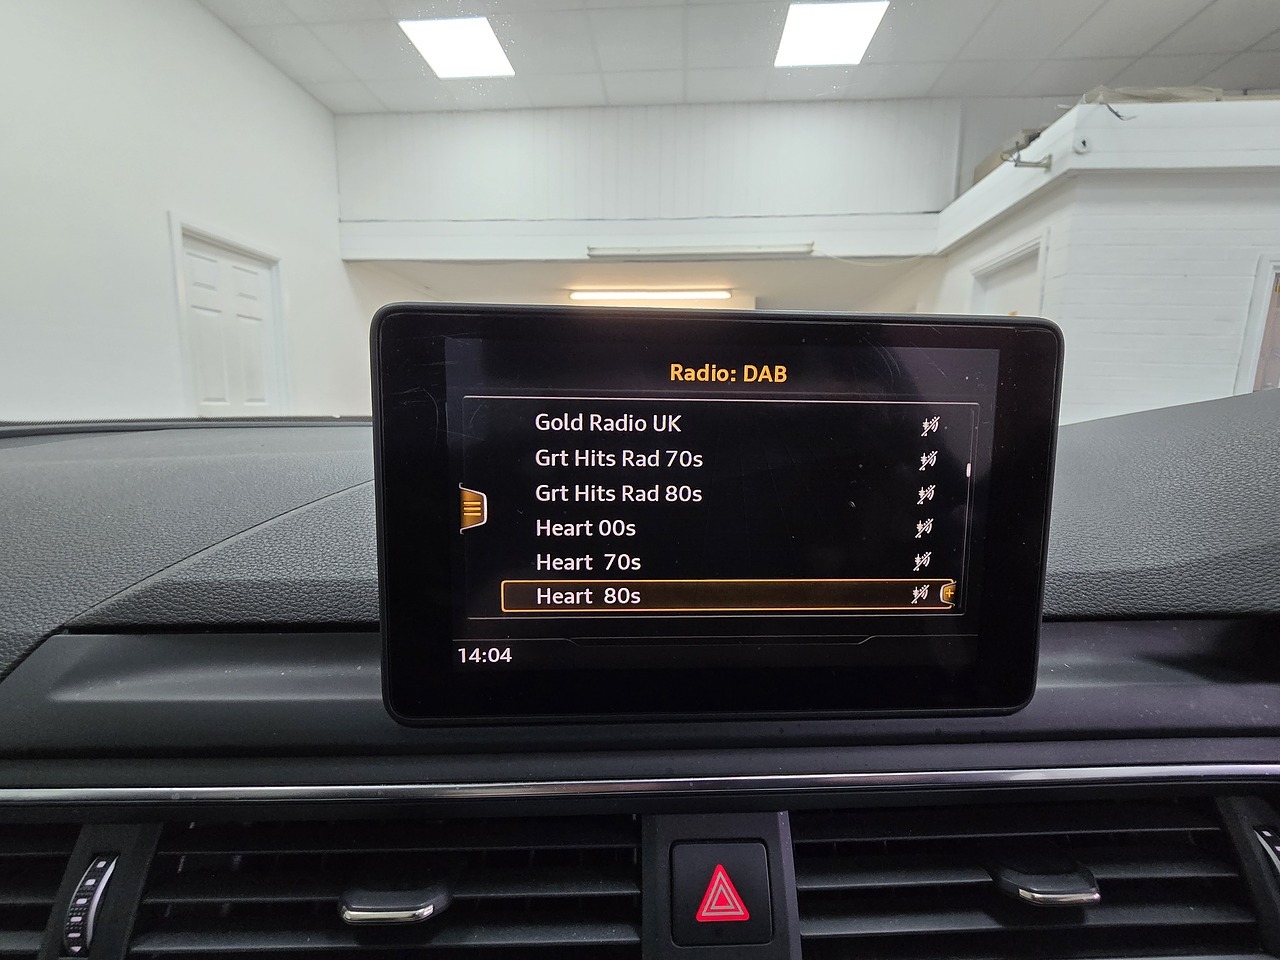 Radio: DAB
Gold Radio UK
Grt Hits Rad 70s
Grt Hits Rad 80s
Heart 00s
Heart  70s
Heart  80s
14:04